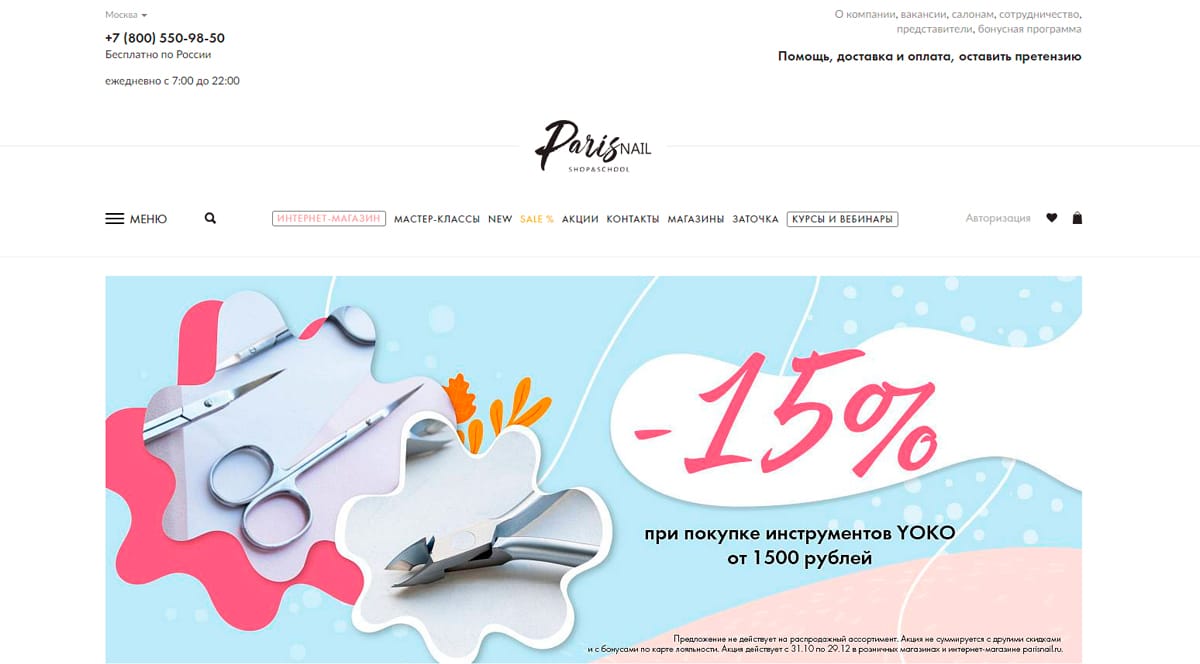 Москва
+7 (800) 550-98-50
Бесплатно по России
ежедневно с 7:00 до 22:00
О компании, вакансии, салонам, сотрудничество,
представители, бонусная программа
Помощь, доставка и оплата, оставить претензию
Paris NAIL
SHOP&SCHOOL
МЕНЮ
ИНТЕРНЕТ-МАГАЗИН МАСТЕР-КЛАССЫ NEW SALE % АКЦИИ КОНТАКТЫ МАГАЗИНЫ ЗАТОЧКА КУРСЫ И ВЕБИНАРЫ
Авторизация
-15%
при покупке инструментов YOKO
от 1500 рублей
Предложение не действует на распродажный ассортимент. Акция не суммируется с другими скидками
и с бонусами по карте лояльности. Акция действует с 31.10 по 29.12 в розничных магазинах и интернет-магазине parisnail.ru.